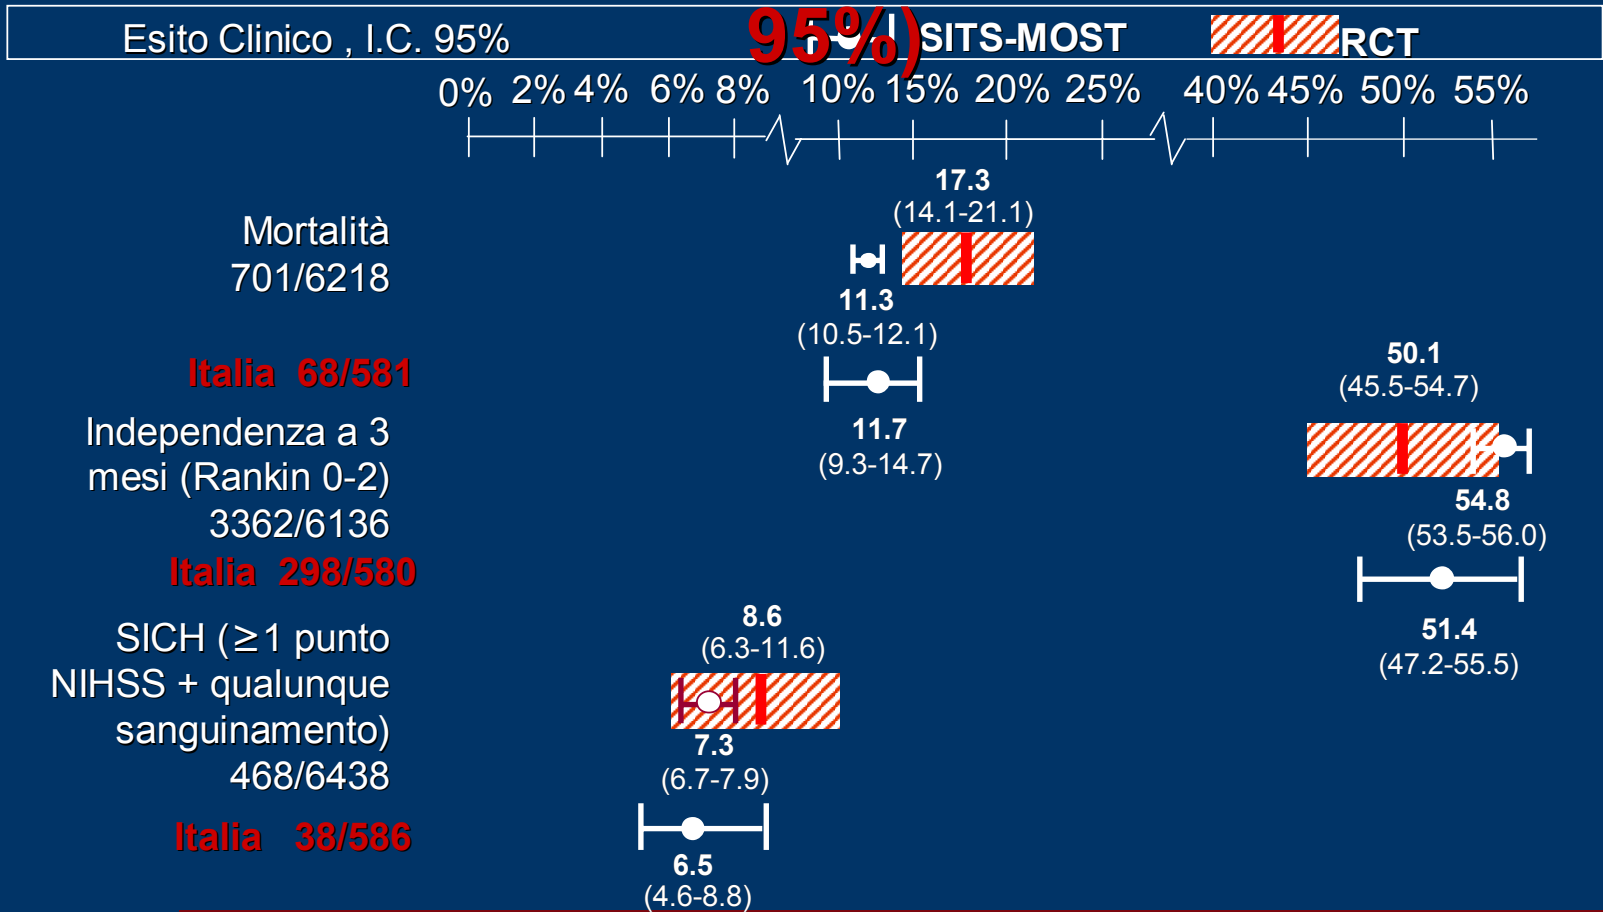 Esito Clinico , I.C. 95%
95%)
SITS-MOST
RCT
0% 2% 4% 6% 8% 10% 15% 20% 25% 40% 45% 50% 55%
17.3
(14.1-21.1)
Mortalità
701/6218
11.3
(10.5-12.1)
Italia 68/581
11.7
(9.3-14.7)
50.1
(45.5-54.7)
Independenza a 3
mesi (Rankin 0-2)
3362/6136
54.8
(53.5-56.0)
Italia 298/580
51.4
(47.2-55.5)
8.6
(6.3-11.6)
SICH (≥1 punto
NIHSS + qualunque
sanguinamento)
468/6438
7.3
(6.7-7.9)
Italia 38/586
6.5
(4.6-8.8)